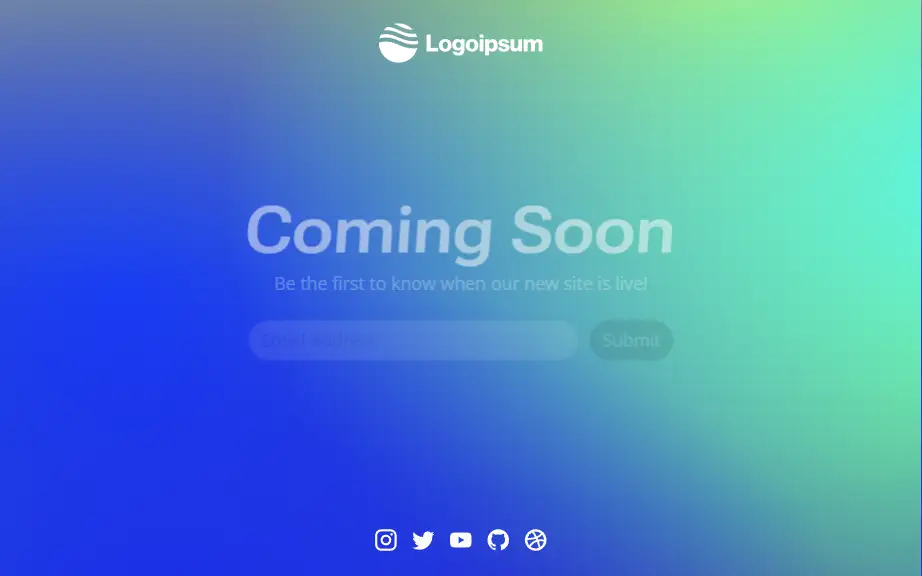 Logoipsum
Coming Soon
Be the first to know when our new site is live!
Email address
Submit